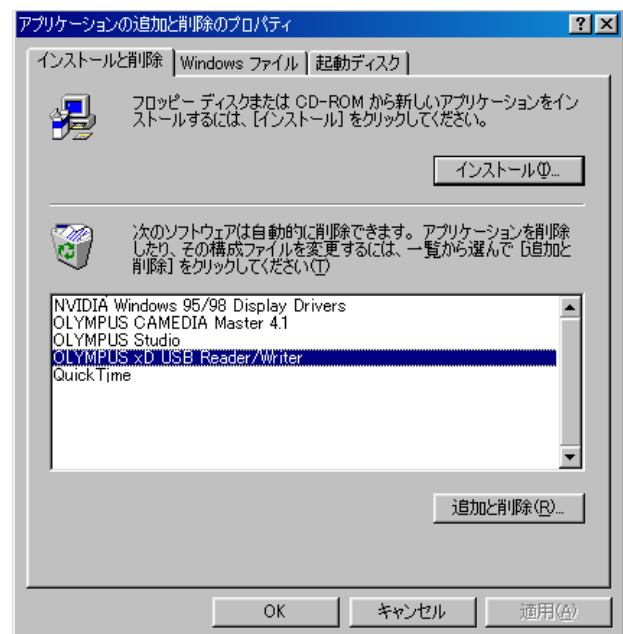 アプリケーションの追加と削除のプロパティ
インストールと削除 Windows ファイル 起動ディスク
フロッピー ディスクまたは CD-ROM から新しいアプリケーションをイン
ストールするには、[インストール] をクリックしてください。
インストール(I)...
次のソフトウェアは自動的に削除できます。アプリケーションを削除
したり、その構成ファイルを変更するには、一覧から選んで [追加と
削除] をクリックしてください(T)
NVIDIA Windows 95/98 Display Drivers
OLYMPUS CAMEDIA Master 4.1
OLYMPUS Studio
OLYMPUS xD USB Reader/Writer
QuickTime
追加と削除(R)...
OK キャンセル 適用(A)